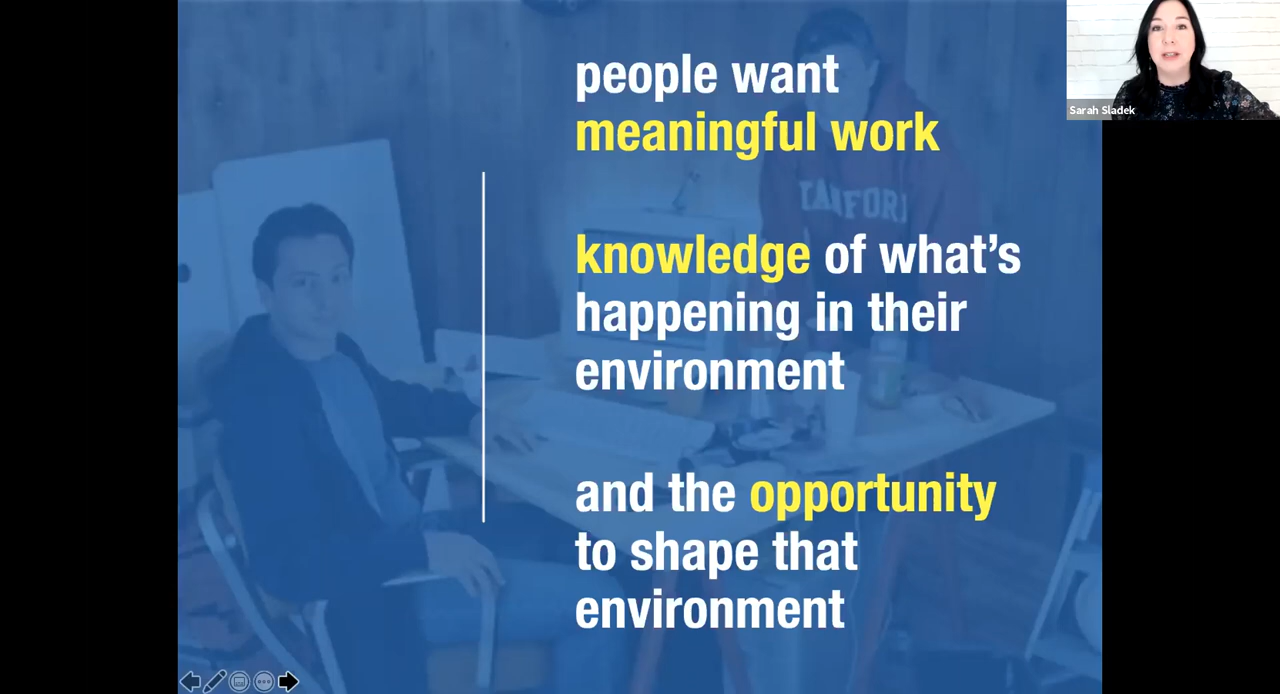 people want
meaningful work
knowledge of what's
happening in their
environment
and the opportunity
to shape that
environment
Sarah Sladek
TANFORD